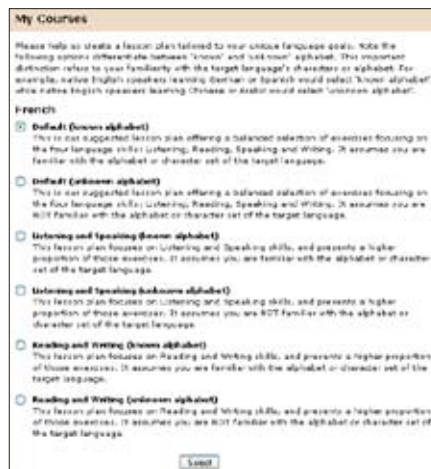 My Courses
Please help us create a lesson plan tailored to your unique language goals. Note the
following options differentiate between "known" and "unknown" alphabet. This important
distinction refers to your familiarity with the target language's characters or alphabet. For
example, native English speakers learning German or Spanish would select "known alphabet"
while native English speakers learning Chinese or Arabic would select "unknown alphabet".
French
Default (known alphabet)
This is our suggested lesson plan offering a balanced selection of exercises focusing on
the four language skills: Listening, Reading, Speaking and Writing. It assumes you are
familiar with the alphabet or character set of the target language.
Default (unknown alphabet)
This is our suggested lesson plan offering a balanced selection of exercises focusing on
the four language skills: Listening, Reading, Speaking and Writing. It assumes you are
NOT familiar with the alphabet or character set of the target language.
Listening and Speaking (known alphabet)
This lesson plan focuses on Listening and Speaking skills, and presents a higher
proportion of those exercises. It assumes you are familiar with the alphabet or character
set of the target language.
Listening and Speaking (unknown alphabet)
This lesson plan focuses on Listening and Speaking skills, and presents a higher
proportion of those exercises. It assumes you are NOT familiar with the alphabet or
character set of the target language.
Reading and Writing (known alphabet)
This lesson plan focuses on Reading and Writing skills, and presents a higher proportion
of those exercises. It assumes you are familiar with the alphabet or character set of the
target language.
Reading and Writing (unknown alphabet)
This lesson plan focuses on Reading and Writing skills, and presents a higher proportion
of those exercises. It assumes you are NOT familiar with the alphabet or character set of
the target language.
Select